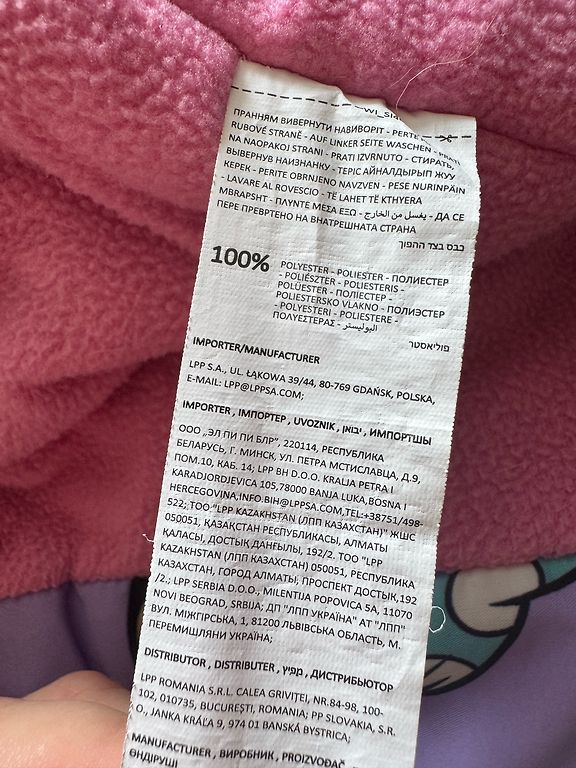 WI_SI4
ПРАННЯМ ВИВЕРНУТИ НАВИВОРІТ - PERTE
RUBOVÉ STRANĚ - AUF LINKER SEITE WASCHEN - PRATI
NA NAOPAKOJ STRANI - PRATI IZVRNUTO - СТИРАТЬ,
ВЫВЕРНУВ НАИЗНАНКУ - ТЕРІС АЙНАЛДЫРЫП ЖУУ
КЕРЕК - PERITE OBRNJENO NAVZVEN - PESE NURINPÄIN
- LAVARE AL ROVESCIO - TË LAHET TË KTHYERA
MBRAPSHT - ΠΛΥΝΤΕ ΜΕΣΑ ΕΞΩ - يغسل من الخارج - ДА СЕ
ПЕРЕ ПРЕВРТЕНО НА ВНАТРЕШНАТА СТРАНА
כבס בצד ההפוך
100% POLYESTER - POLIESTER - ПОЛИЕСТЕР
- POLIÉSZTER - POLIESTERIS -
POLÜESTER - ПОЛІЕСТЕР -
POLIESTERSKO VLAKNO - ПОЛИЭСТЕР
- POLYESTERI - POLIESTERE -
ΠΟΛΥΕΣΤΕΡΑΣ - البوليستر
פוליאסטר
IMPORTER/MANUFACTURER
LPP S.A., UL. ŁĄKOWA 39/44, 80-769 GDAŃSK, POLSKA,
E-MAIL: LPP@LPPSA.COM;
IMPORTER , ІМПОРТЕР , UVOZNIK , יבואן , ИМПОРТШЫ
ООО „ЭЛ ПИ ПИ БЛР”, 220114, РЕСПУБЛИКА
БЕЛАРУСЬ, Г. МИНСК, УЛ. ПЕТРА МСТИСЛАВЦА, Д.9,
ПОМ.10, КАБ. 14; LPP BH D.O.O. KRALJA PETRA I
KARADJORDJEVICA 105,78000 BANJA LUKA,BOSNA I
HERCEGOVINA,INFO.BIH@LPPSA.COM,TEL:+38751/498-
522; ТОО."LPP KAZAKHSTAN (ЛПП КАЗАХСТАН)" ЖШС
050051, ҚАЗАҚСТАН РЕСПУБЛИКАСЫ, АЛМАТЫ
ҚАЛАСЫ, ДОСТЫҚ ДАҢҒЫЛЫ, 192/2. ТОО "LPP
KAZAKHSTAN (ЛПП КАЗАХСТАН) 050051, РЕСПУБЛИКА
КАЗАХСТАН, ГОРОД АЛМАТЫ, ПРОСПЕКТ ДОСТЫК,192
/2.; LPP SERBIA D.O.O., MILENTIJA POPOVICA 5A, 11070
NOVI BEOGRAD, SRBIJA; ДП "ЛПП УКРАЇНА" АТ "ЛПП"
ВУЛ. МІЖГІРСЬКА, 1, 81200 ЛЬВІВСЬКА ОБЛАСТЬ, М.
ПЕРЕМИШЛЯНИ УКРАЇНА;
DISTRIBUTOR , DISTRIBUTER , מפיץ , ДИСТРИБЬЮТОР
LPP ROMANIA S.R.L. CALEA GRIVIȚEI, NR.84-98, 100-
102, 010735, BUCUREȘTI, ROMANIA; PP SLOVAKIA, S.R.
O., JANKA KRÁĽA 9, 974 01 BANSKÁ BYSTRICA;
MANUFACTURER , ВИРОБНИК , PROIZVOĐAČ
ӨНДІРУШІ